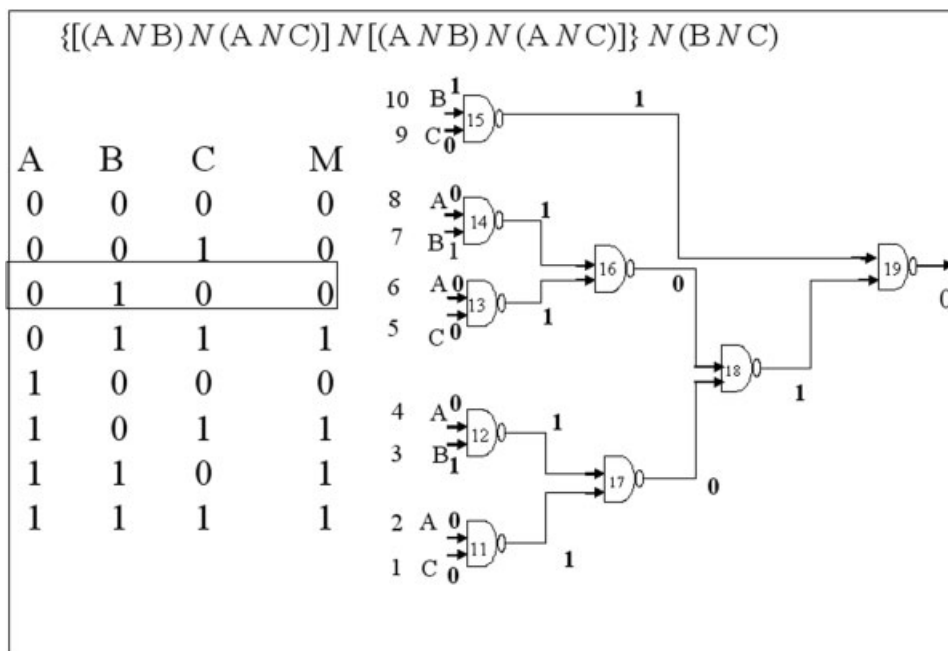 {[(A N B) N (A N C)] N [(A N B) N (A N C)]} N (B N C)
A B C M
0 0 0 0
0 0 1 0
0 1 0 0
0 1 1 1
1 0 0 0
1 0 1 1
1 1 0 1
1 1 1 1
10 B 1
15
1
9 C 0
8 A 0
14
1
7 B 1
16
0
19
0
6 A 0
13
1
5 C 0
18
1
4 A 0
12
1
3 B 1
17
0
2 A 0
11
1
1 C 0